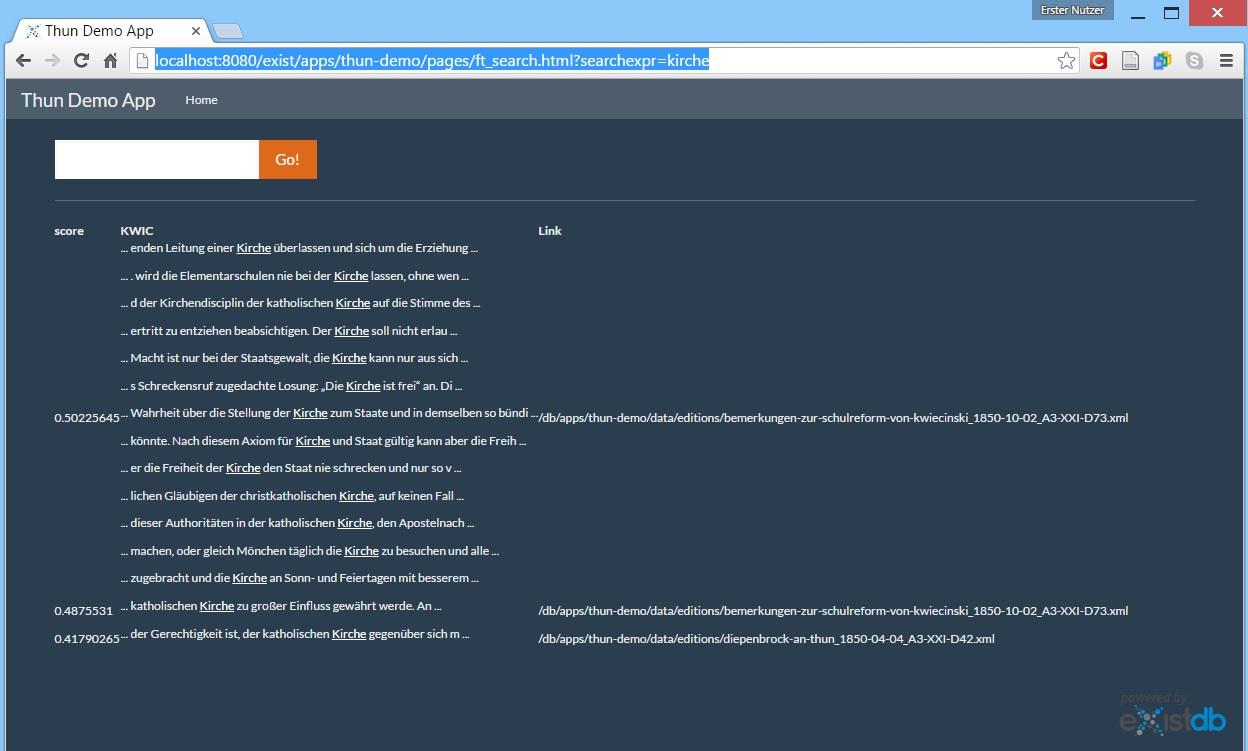 Erster Nutzer
Thun Demo App
localhost:8080/exist/apps/thun-demo/pages/ft_search.html?searchexpr=kirche
Thun Demo App Home
Go!
score KWIC Link
... enden Leitung einer Kirche überlassen und sich um die Erziehung ...
... . wird die Elementarschulen nie bei der Kirche lassen, ohne wen ...
... d der Kirchendisciplin der katholischen Kirche auf die Stimme des ...
... ertritt zu entziehen beabsichtigen. Der Kirche soll nicht erlau ...
... Macht ist nur bei der Staatsgewalt, die Kirche kann nur aus sich ...
... s Schreckensruf zugedachte Losung: „Die Kirche ist frei“ an. Di ...
0.50225645 ... Wahrheit über die Stellung der Kirche zum Staate und in demselben so bündi ... /db/apps/thun-demo/data/editions/bemerkungen-zur-schulreform-von-kwiecinski_1850-10-02_A3-XXI-D73.xml
... könnte. Nach diesem Axiom für Kirche und Staat gültig kann aber die Freih ...
... er die Freiheit der Kirche den Staat nie schrecken und nur so v ...
... lichen Gläubigen der christkatholischen Kirche, auf keinen Fall ...
... dieser Authoritäten in der katholischen Kirche, den Apostelnach ...
... machen, oder gleich Mönchen täglich die Kirche zu besuchen und alle ...
... zugebracht und die Kirche an Sonn- und Feiertagen mit besserem ...
0.4875531 ... katholischen Kirche zu großer Einfluss gewährt werde. An ... /db/apps/thun-demo/data/editions/bemerkungen-zur-schulreform-von-kwiecinski_1850-10-02_A3-XXI-D73.xml
0.41790265 ... der Gerechtigkeit ist, der katholischen Kirche gegenüber sich m ... /db/apps/thun-demo/data/editions/diepenbrock-an-thun_1850-04-04_A3-XXI-D42.xml
powered by
existdb